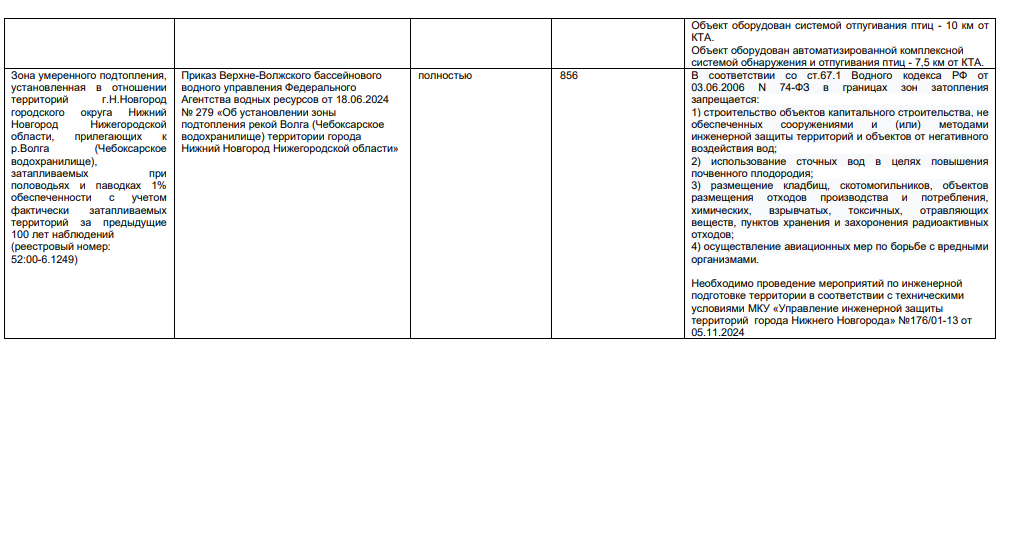 Объект оборудован системой отпугивания птиц - 10 км от
КТА.
Объект оборудован автоматизированной комплексной
системой обнаружения и отпугивания птиц - 7,5 км от КТА.
Зона умеренного подтопления,
установленная в отношении
территорий г.Н.Новгород
городского округа Нижний
Новгород Нижегородской
области, прилегающих к
р.Волга (Чебоксарское
водохранилище),
затапливаемых при
половодьях и паводках 1%
обеспеченности с учетом
фактически затапливаемых
территорий за предыдущие
100 лет наблюдений
(реестровый номер:
52:00-6.1249)
Приказ Верхне-Волжского бассейнового
водного управления Федерального
Агентства водных ресурсов от 18.06.2024
№ 279 «Об установлении зоны
подтопления рекой Волга (Чебоксарское
водохранилище) территории города
Нижний Новгород Нижегородской области»
полностью
856
В соответствии со ст.67.1 Водного кодекса РФ от
03.06.2006 N 74-ФЗ в границах зон затопления
запрещается:
1) строительство объектов капитального строительства, не
обеспеченных сооружениями и (или) методами
инженерной защиты территорий и объектов от негативного
воздействия вод;
2) использование сточных вод в целях повышения
почвенного плодородия;
3) размещение кладбищ, скотомогильников, объектов
размещения отходов производства и потребления,
химических, взрывчатых, токсичных, отравляющих
веществ, пунктов хранения и захоронения радиоактивных
отходов;
4) осуществление авиационных мер по борьбе с вредными
организмами.
Необходимо проведение мероприятий по инженерной
подготовке территории в соответствии с техническими
условиями МКУ «Управление инженерной защиты
территорий города Нижнего Новгорода» №176/01-13 от
05.11.2024